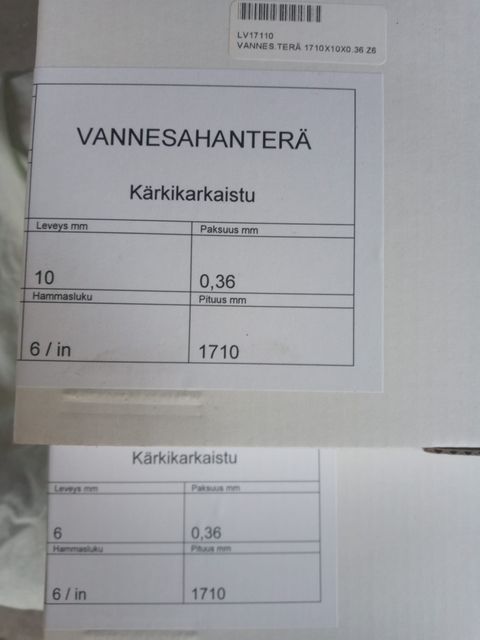 LV17110
VANNES.TERÄ 1710X10X0.36 Z6
VANNESAHANTERÄ
Kärkikarkaistu
Leveys mm Paksuus mm
10 0,36
Hammasluku Pituus mm
6 / in 1710
Kärkikarkaistu
Leveys mm Paksuus mm
6 0,36
Hammasluku Pituus mm
6 / in 1710